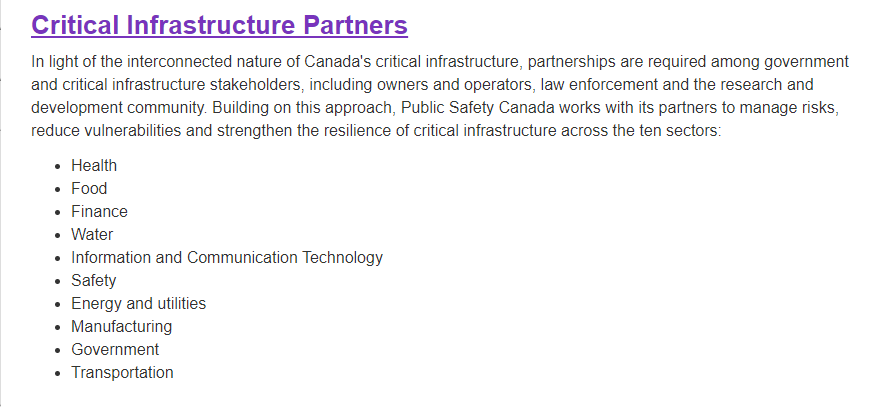 Critical Infrastructure Partners
In light of the interconnected nature of Canada's critical infrastructure, partnerships are required among government
and critical infrastructure stakeholders, including owners and operators, law enforcement and the research and
development community. Building on this approach, Public Safety Canada works with its partners to manage risks,
reduce vulnerabilities and strengthen the resilience of critical infrastructure across the ten sectors:
• Health
• Food
• Finance
• Water
• Information and Communication Technology
• Safety
• Energy and utilities
• Manufacturing
• Government
• Transportation